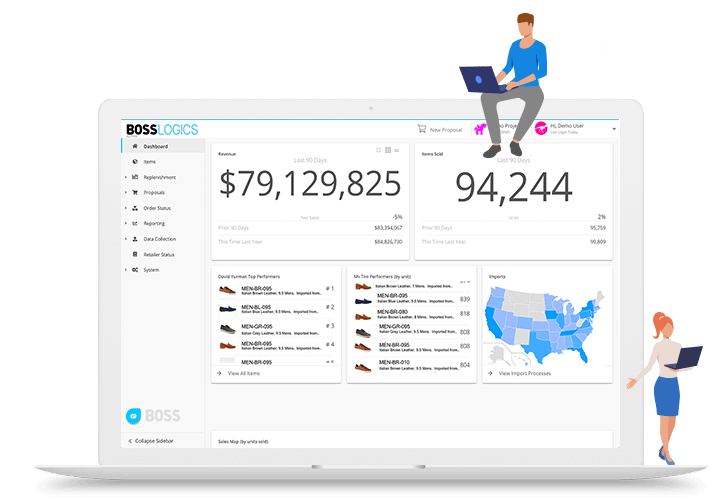 BOSSLOGICS
New Proposal
Hi, Demo User
Last Login Today
Dashboard
Items
Replenishment
Proposals
Order Status
Reporting
Data Collection
Retailer Status
System
BOSS
Collapse Sidebar
Revenue
Last 90 Days
$79,129,825
Net Sales -5%
Prior 90 Days $83,394,067
This Time Last Year $84,826,730
Items Sold
Last 90 Days
94,244
2%
Prior 90 Days 95,759
This Time Last Year 99,809
David Yurman Top Performers
MEN-BR-095 # 1
Italian Brown Leather, 9.5 Mens. Imported from..
MEN-BL-095 # 2
Italian Blue Leather, 9.5 Mens. Imported from..
MEN-GR-095 # 3
Italian Grey Leather, 9.5 Mens. Imported from..
MEN-BR-095 # 4
Italian Brown Leather, 9.5 Mens. Imported from..
MEN-BR-095
View All Items
My Tim Performers (by units)
Italian Brown Leather, 7 Mens. Imported from..
MEN-BR-095 839
Italian Blue Leather, 9.5 Mens. Imported from..
MEN-BR-080 818
Italian Brown Leather, 9.5 Mens. Imported from..
MEN-GR-095 808
Italian Grey Leather, 9.5 Mens. Imported from..
MEN-BR-095 808
Italian Brown Leather, 9.5 Mens. Imported from..
MEN-BR-010 804
Italian Brown Leather, 9.5 Mens. Imported from..
Imports
View Import Processes
Sales Map (by units sold)